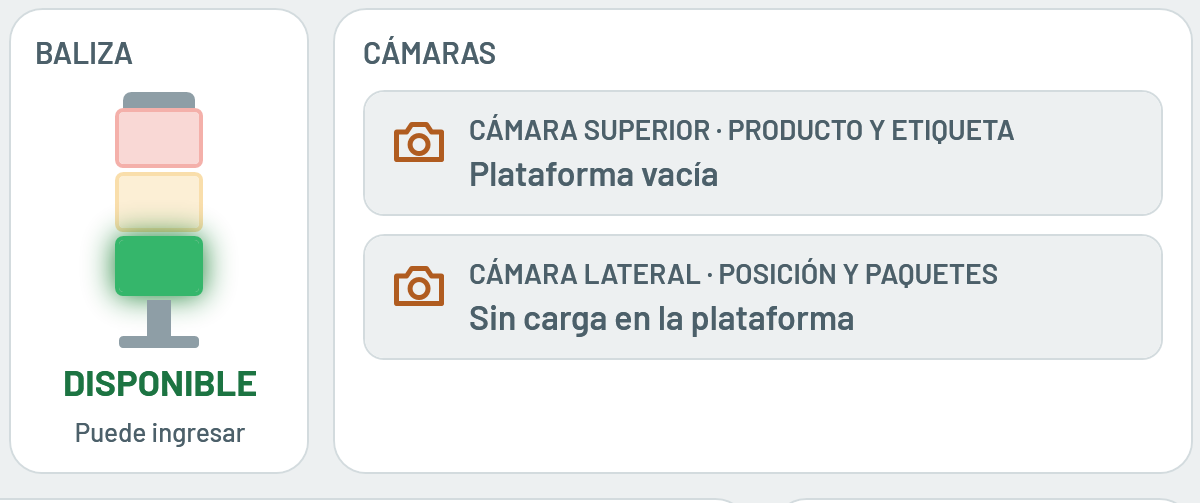 BALIZA
DISPONIBLE
Puede ingresar
CÁMARAS
CÁMARA SUPERIOR · PRODUCTO Y ETIQUETA
Plataforma vacía
CÁMARA LATERAL · POSICIÓN Y PAQUETES
Sin carga en la plataforma